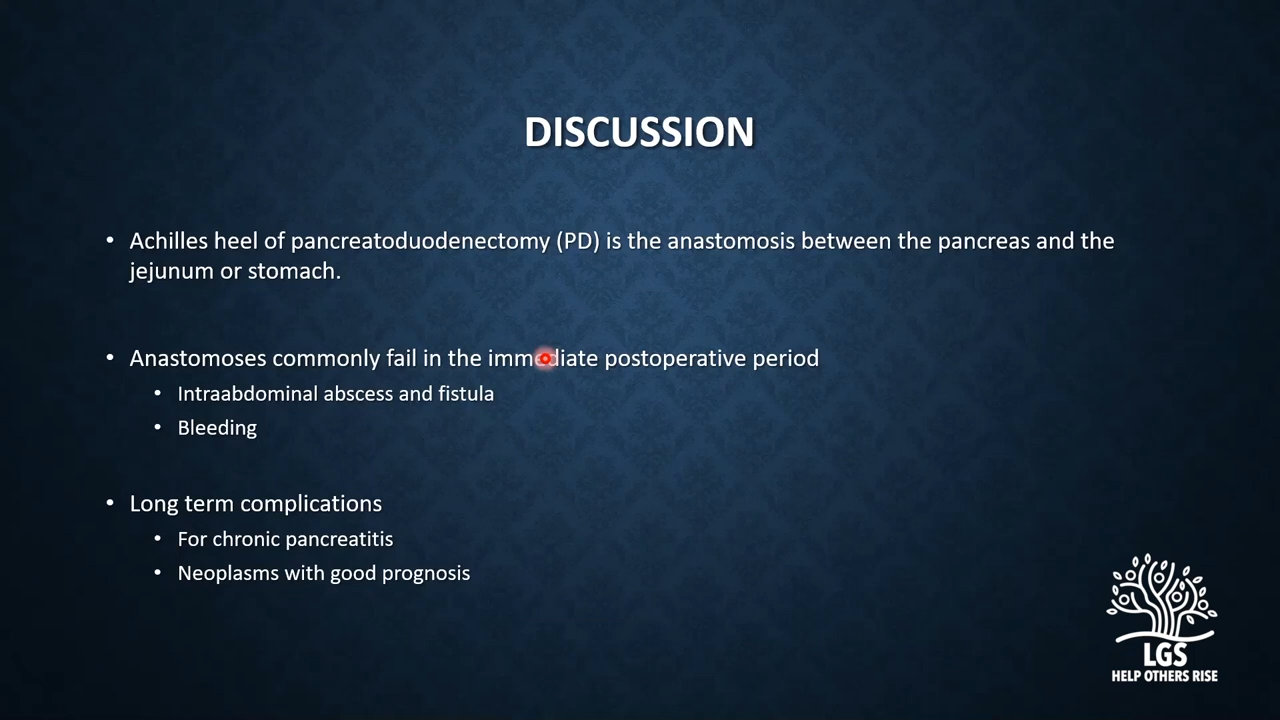 DISCUSSION
• Achilles heel of pancreatoduodenectomy (PD) is the anastomosis between the pancreas and the
jejunum or stomach.
• Anastomoses commonly fail in the immediate postoperative period
• Intraabdominal abscess and fistula
• Bleeding
• Long term complications
• For chronic pancreatitis
• Neoplasms with good prognosis
LGS
HELP OTHERS RISE